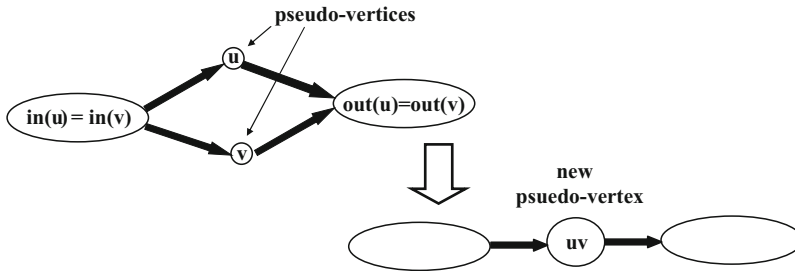 pseudo-vertices
u
in(u) = in(v)
out(u)=out(v)
v
new
psuedo-vertex
uv